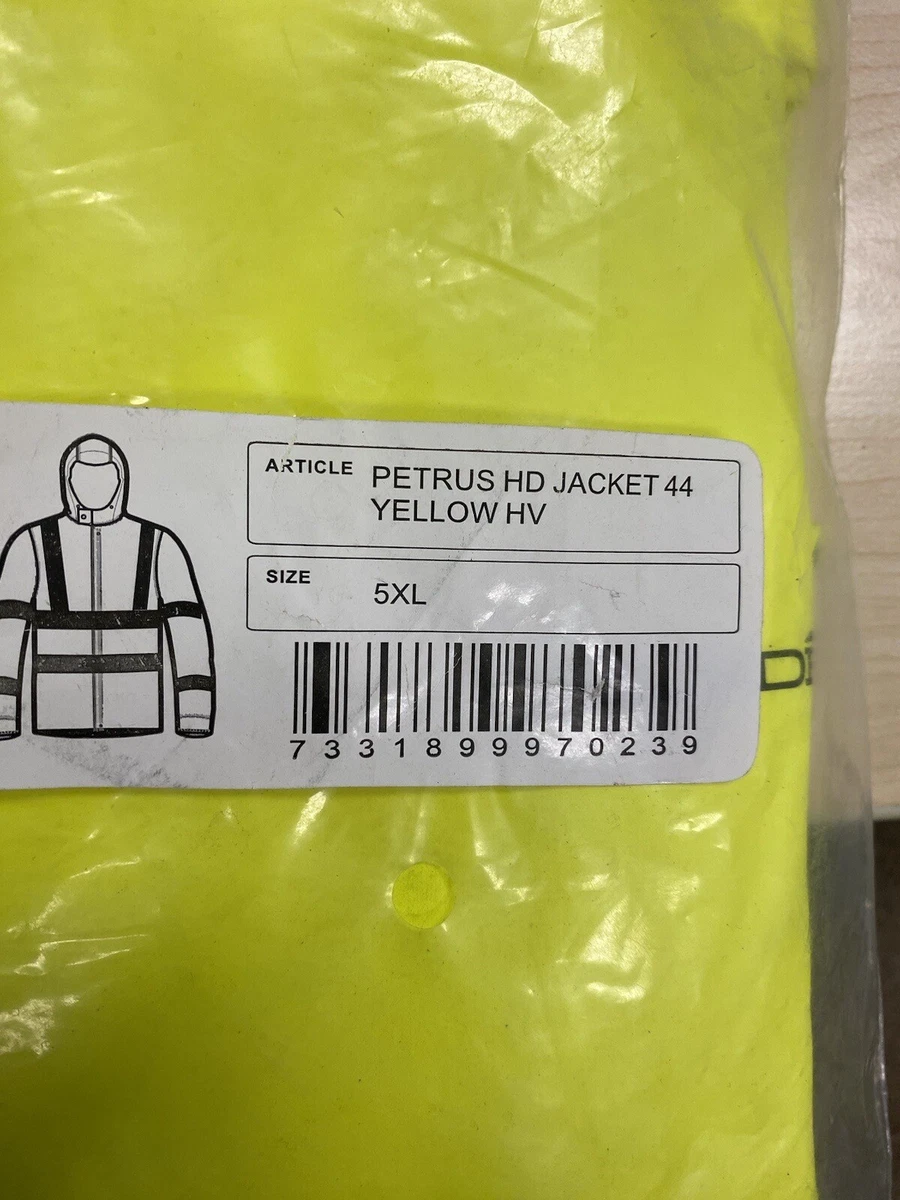 ARTICLE PETRUS HD JACKET 44
YELLOW HV
SIZE 5XL
7331899970239